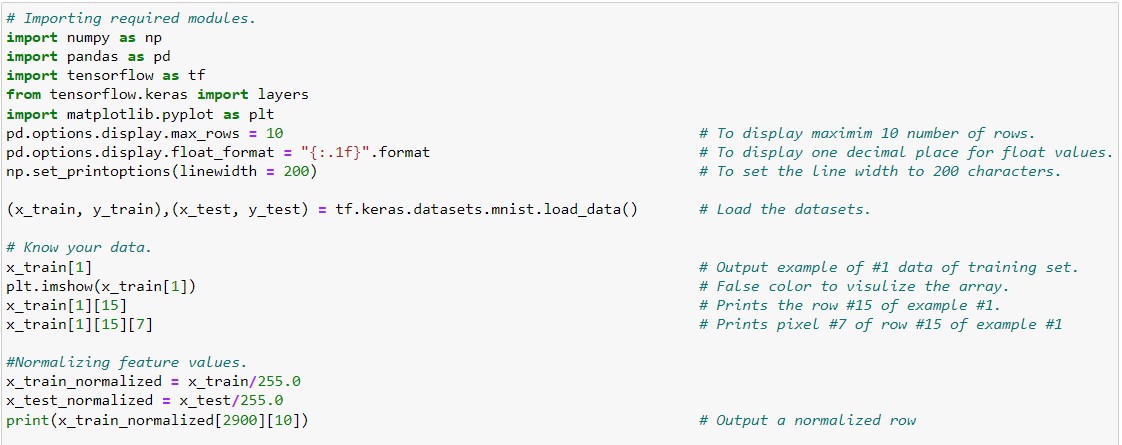 # Importing required modules.
import numpy as np
import pandas as pd
import tensorflow as tf
from tensorflow.keras import layers
import matplotlib.pyplot as plt
pd.options.display.max_rows = 10 # To display maximim 10 number of rows.
pd.options.display.float_format = "{:.1f}".format # To display one decimal place for float values.
np.set_printoptions(linewidth = 200) # To set the line width to 200 characters.
(x_train, y_train),(x_test, y_test) = tf.keras.datasets.mnist.load_data() # Load the datasets.
# Know your data.
x_train[1] # Output example of #1 data of training set.
plt.imshow(x_train[1]) # False color to visulize the array.
x_train[1][15] # Prints the row #15 of example #1.
x_train[1][15][7] # Prints pixel #7 of row #15 of example #1
#Normalizing feature values.
x_train_normalized = x_train/255.0
x_test_normalized = x_test/255.0
print(x_train_normalized[2900][10]) # Output a normalized row